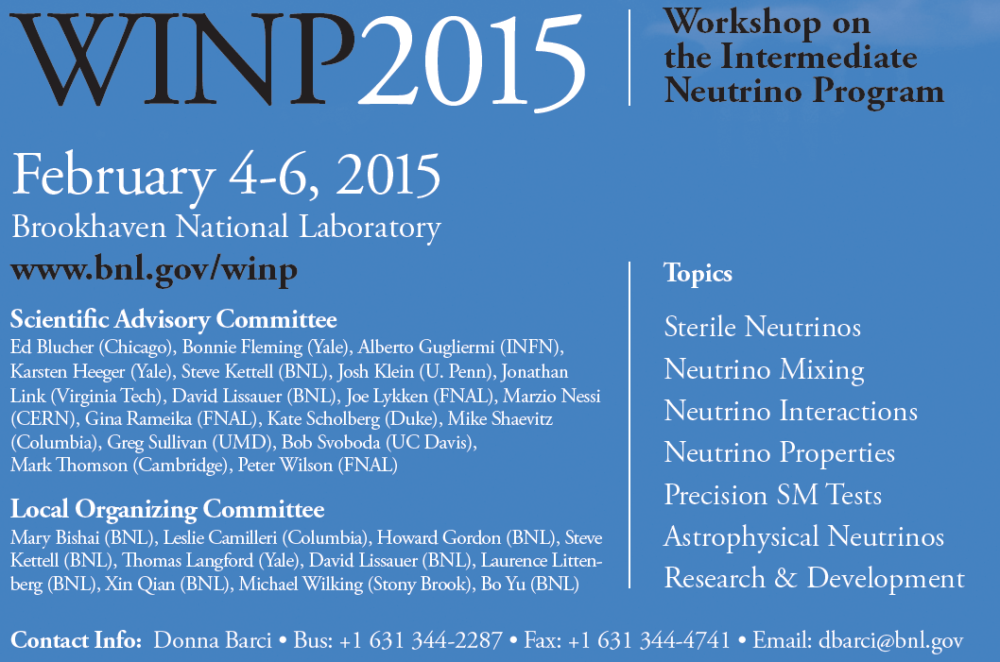 WINP2015
Workshop on
the Intermediate
Neutrino Program
February 4-6, 2015
Brookhaven National Laboratory
www.bnl.gov/winp
Scientific Advisory Committee
Ed Blucher (Chicago), Bonnie Fleming (Yale), Alberto Gugliermi (INFN),
Karsten Heeger (Yale), Steve Kettell (BNL), Josh Klein (U. Penn), Jonathan
Link (Virginia Tech), David Lissauer (BNL), Joe Lykken (FNAL), Marzio Nessi
(CERN), Gina Rameika (FNAL), Kate Scholberg (Duke), Mike Shaevitz
(Columbia), Greg Sullivan (UMD), Bob Svoboda (UC Davis),
Mark Thomson (Cambridge), Peter Wilson (FNAL)
Local Organizing Committee
Mary Bishai (BNL), Leslie Camilleri (Columbia), Howard Gordon (BNL), Steve
Kettell (BNL), Thomas Langford (Yale), David Lissauer (BNL), Laurence Litten-
berg (BNL), Xin Qian (BNL), Michael Wilking (Stony Brook), Bo Yu (BNL)
Topics
Sterile Neutrinos
Neutrino Mixing
Neutrino Interactions
Neutrino Properties
Precision SM Tests
Astrophysical Neutrinos
Research & Development
Contact Info: Donna Barci • Bus: +1 631 344-2287 • Fax: +1 631 344-4741 • Email: dbarci@bnl.gov